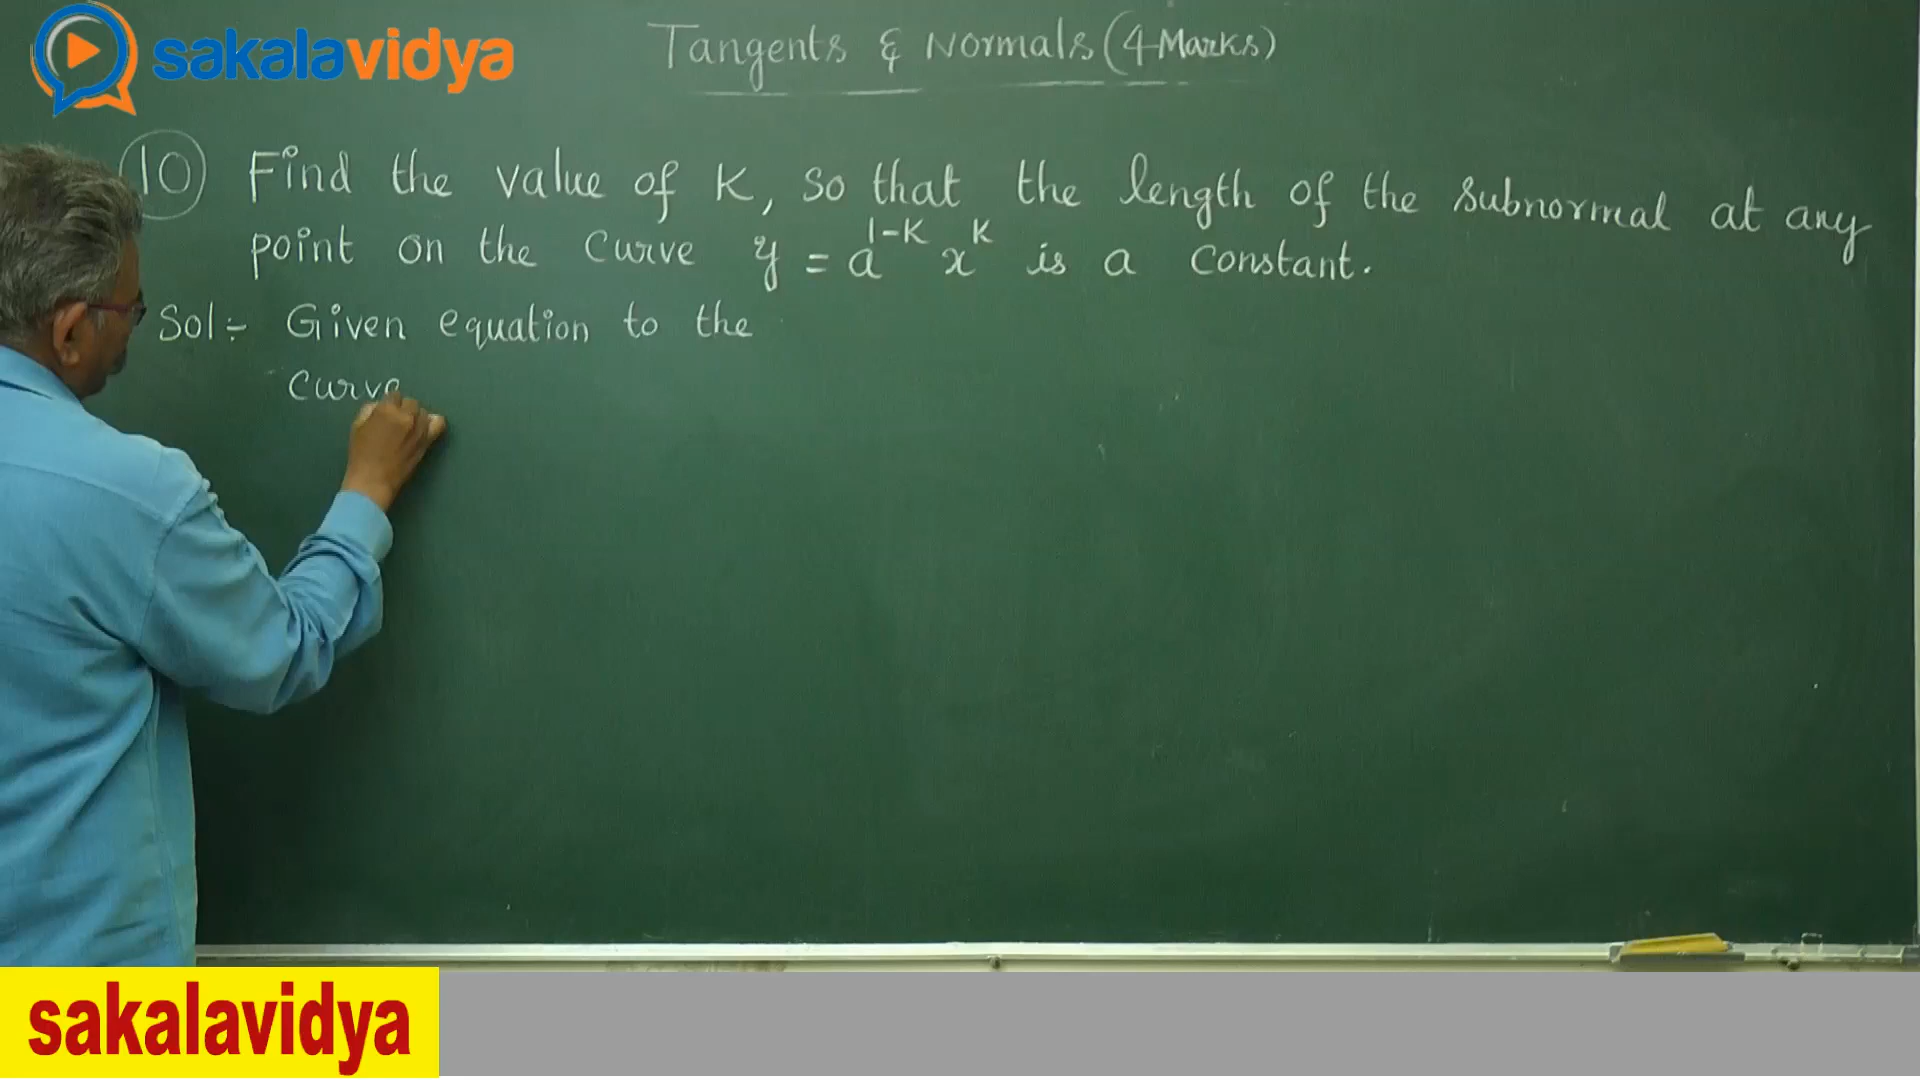 sakalavidya
Tangents & Normals (4 Marks)
10 Find the value of K, so that the length of the subnormal at any
point on the curve y = a^{1-K} x^K is a constant.
Sol:- Given equation to the
curve
sakalavidya